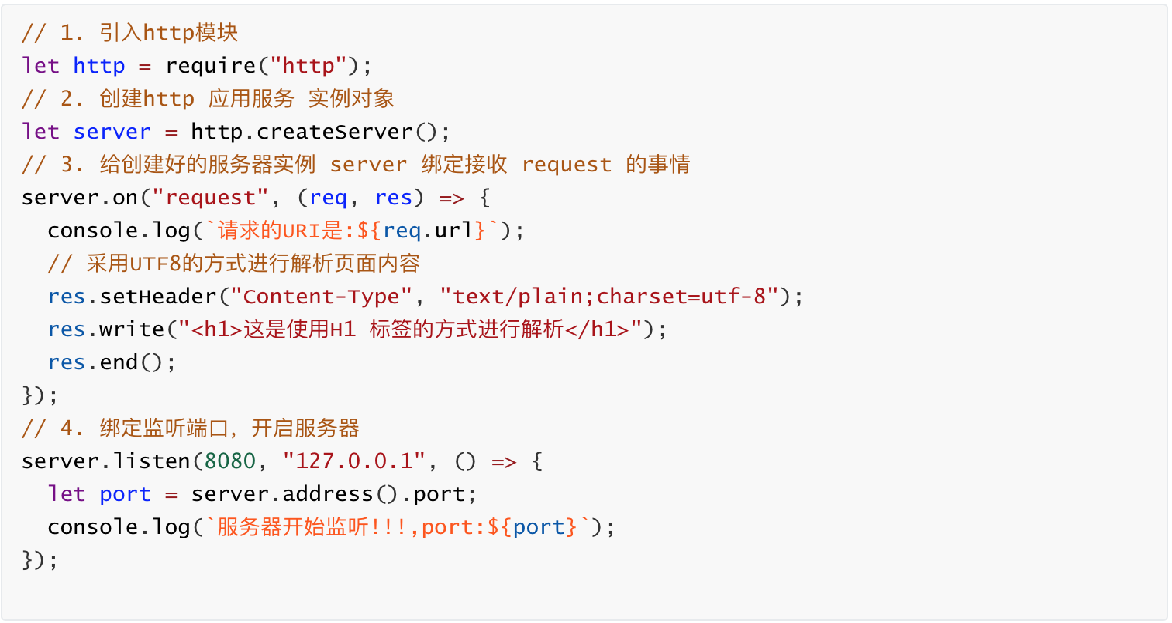 // 1. 引入http模块
let http = require("http");
// 2. 创建http 应用服务 实例对象
let server = http.createServer();
// 3. 给创建好的服务器实例 server 绑定接收 request 的事情
server.on("request", (req, res) => {
  console.log(`请求的URI是:${req.url}`);
  // 采用UTF8的方式进行解析页面内容
  res.setHeader("Content-Type", "text/plain;charset=utf-8");
  res.write("<h1>这是使用H1 标签的方式进行解析</h1>");
  res.end();
});
// 4. 绑定监听端口, 开启服务器
server.listen(8080, "127.0.0.1", () => {
  let port = server.address().port;
  console.log(`服务器开始监听!!!,port:${port}`);
});